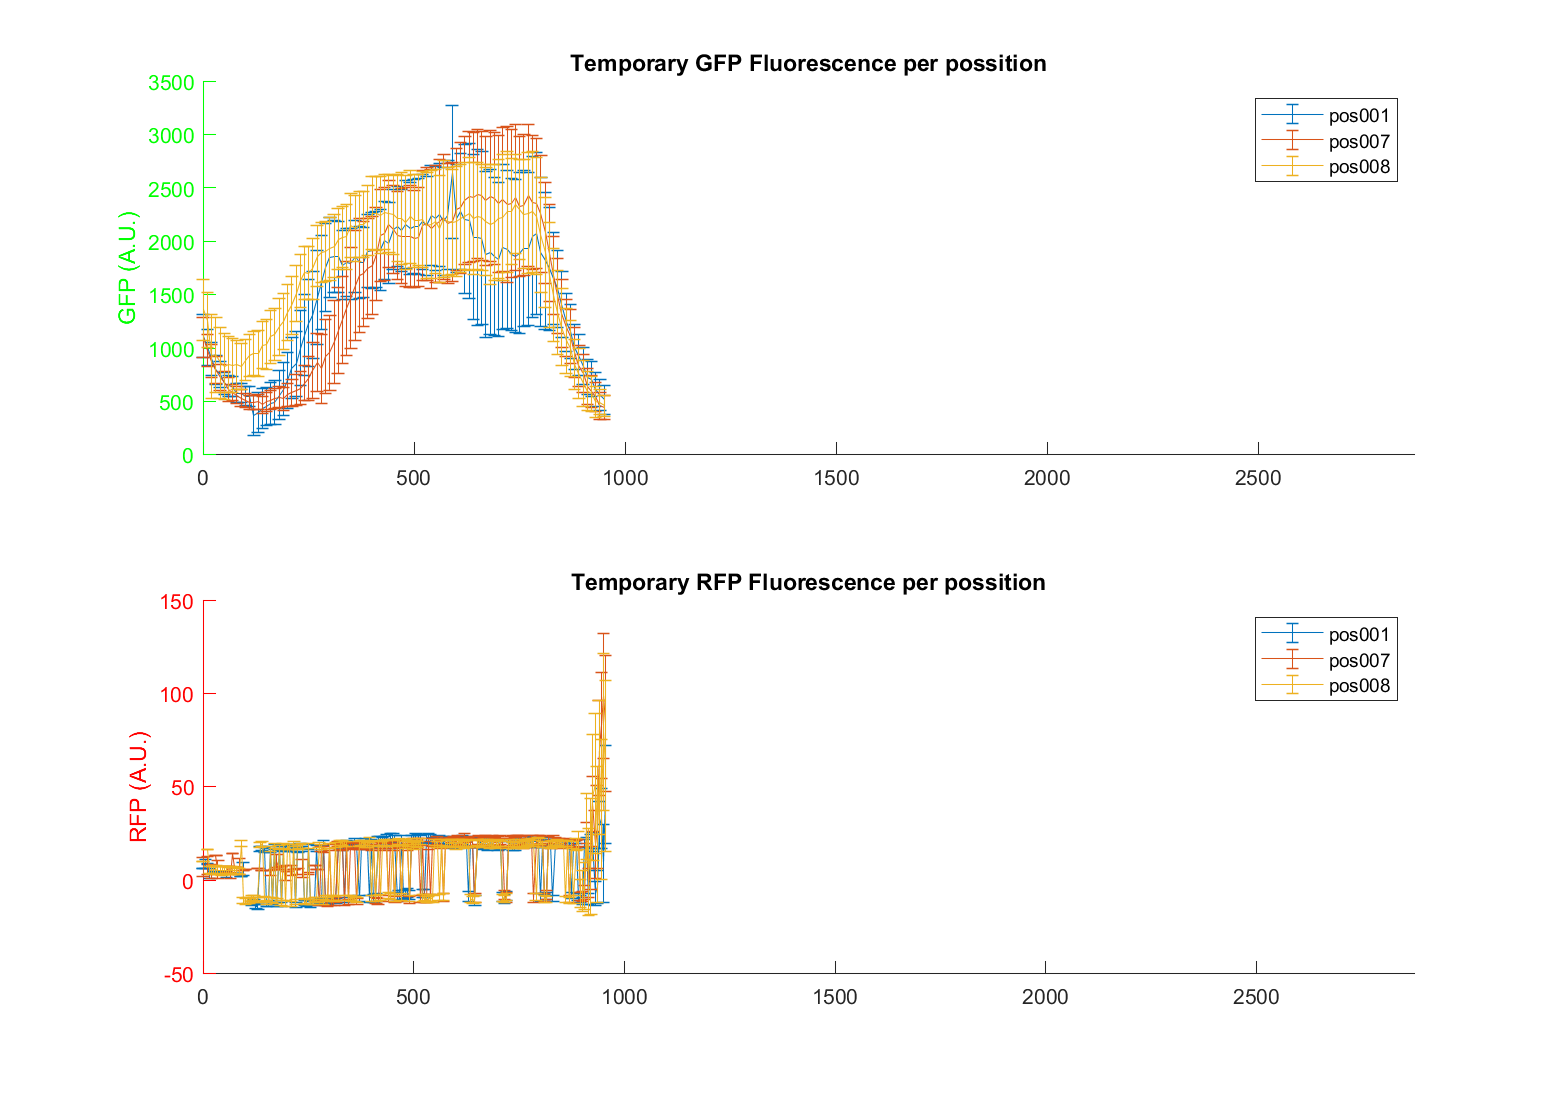 Temporary GFP Fluorescence per possition
GFP (A.U.)
3500
3000
2500
2000
1500
1000
500
0
0 500 1000 1500 2000 2500
pos001
pos007
pos008
Temporary RFP Fluorescence per possition
RFP (A.U.)
150
100
50
0
-50
0 500 1000 1500 2000 2500
pos001
pos007
pos008